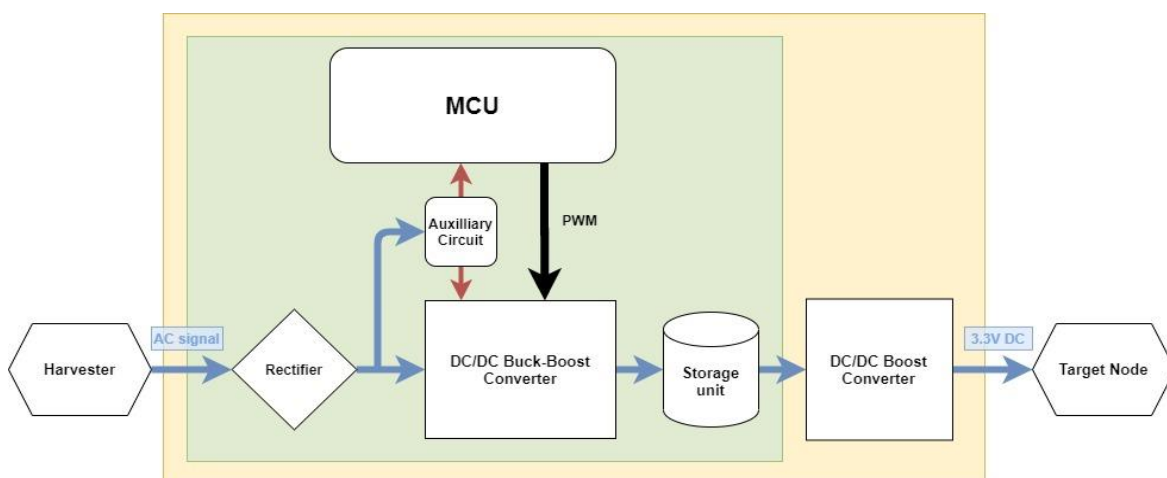 MCU
Auxilliary
Circuit
PWM
AC signal
3.3V DC
Harvester
Rectifier
DC/DC Buck-Boost
Converter
Storage
unit
DC/DC Boost
Converter
Target Node